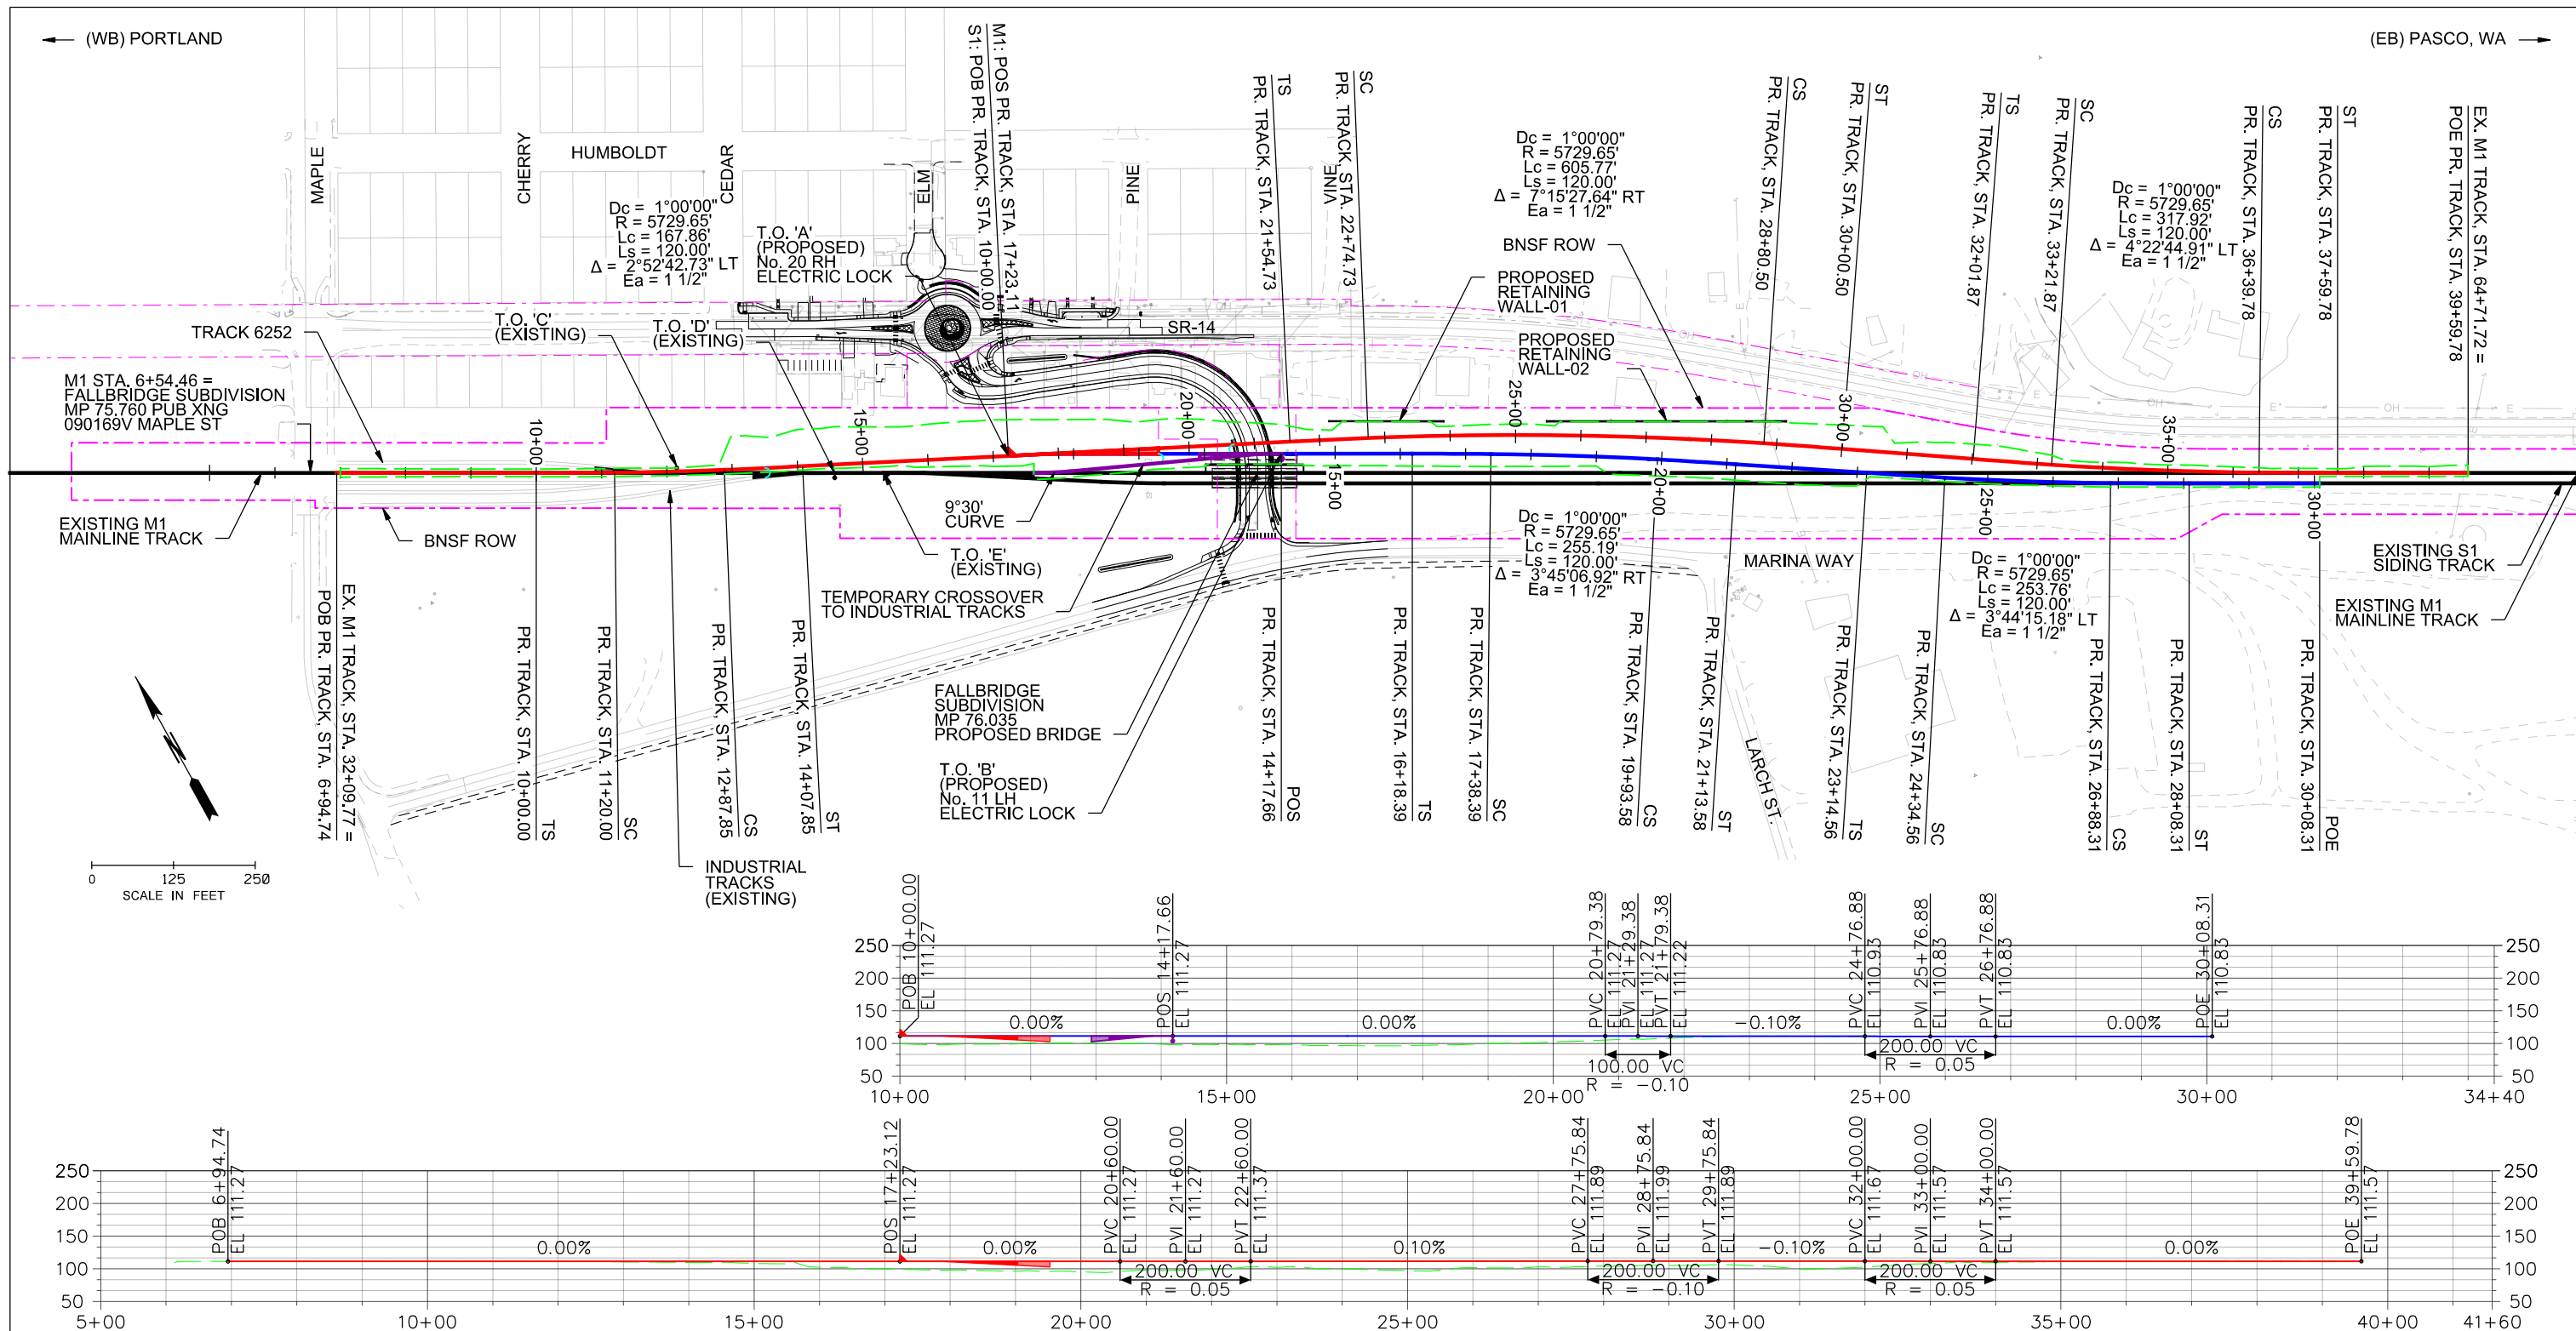 (WB) PORTLAND
(EB) PASCO, WA
MAPLE
CHERRY
HUMBOLDT
CEDAR
ELM
PINE
VINE
S1: POB PR. TRACK, STA. 10+00.00
M1: POS PR. TRACK, STA. 17+23.11
TS
PR. TRACK, STA. 21+54.73
SC
PR. TRACK, STA. 22+74.73
CS
PR. TRACK, STA. 28+80.50
ST
PR. TRACK, STA. 30+00.50
TS
PR. TRACK, STA. 32+01.87
SC
PR. TRACK, STA. 33+21.87
CS
PR. TRACK, STA. 36+39.78
ST
PR. TRACK, STA. 37+59.78
EX. M1 TRACK, STA. 64+71.72 =
POE PR. TRACK, STA. 39+59.78
Dc = 1°00'00"
R = 5729.65'
Lc = 167.86'
Ls = 120.00'
Δ = 2°52'42.73" LT
Ea = 1 1/2"
T.O. 'A'
(PROPOSED)
No. 20 RH
ELECTRIC LOCK
Dc = 1°00'00"
R = 5729.65'
Lc = 605.77'
Ls = 120.00'
Δ = 7°15'27.64" RT
Ea = 1 1/2"
Dc = 1°00'00"
R = 5729.65'
Lc = 317.92'
Ls = 120.00'
Δ = 4°22'44.91" LT
Ea = 1 1/2"
BNSF ROW
PROPOSED
RETAINING
WALL-01
PROPOSED
RETAINING
WALL-02
TRACK 6252
T.O. 'C'
(EXISTING)
T.O. 'D'
(EXISTING)
SR-14
OH
OH
OH
OH
E
E
E
M1 STA. 6+54.46 =
FALLBRIDGE SUBDIVISION
MP 75.760 PUB XNG
090169V MAPLE ST
10+00
15+00
20+00
25+00
30+00
35+00
15+00
20+00
25+00
30+00
EXISTING M1
MAINLINE TRACK
BNSF ROW
9°30'
CURVE
T.O. 'E'
(EXISTING)
TEMPORARY CROSSOVER
TO INDUSTRIAL TRACKS
Dc = 1°00'00"
R = 5729.65'
Lc = 255.19'
Ls = 120.00'
Δ = 3°45'06.92" RT
Ea = 1 1/2"
MARINA WAY
Dc = 1°00'00"
R = 5729.65'
Lc = 253.76'
Ls = 120.00'
Δ = 3°44'15.18" LT
Ea = 1 1/2"
EXISTING S1
SIDING TRACK
EXISTING M1
MAINLINE TRACK
N
EX. M1 TRACK, STA. 32+09.77 =
POB PR. TRACK, STA. 6+94.74
PR. TRACK, STA. 10+00.00
TS
PR. TRACK, STA. 11+20.00
SC
PR. TRACK, STA. 12+87.85
CS
PR. TRACK, STA. 14+07.85
ST
FALLBRIDGE
SUBDIVISION
MP 76.035
PROPOSED BRIDGE
T.O. 'B'
(PROPOSED)
No. 11 LH
ELECTRIC LOCK
PR. TRACK, STA. 14+17.66
POS
PR. TRACK, STA. 16+18.39
TS
PR. TRACK, STA. 17+38.39
SC
PR. TRACK, STA. 19+93.58
CS
PR. TRACK, STA. 21+13.58
ST
LARCH ST.
PR. TRACK, STA. 23+14.56
TS
PR. TRACK, STA. 24+34.56
SC
PR. TRACK, STA. 26+88.31
CS
PR. TRACK, STA. 28+08.31
ST
PR. TRACK, STA. 30+08.31
POE
INDUSTRIAL
TRACKS
(EXISTING)
0 125 250
SCALE IN FEET
POB 10+00.00
EL 111.27
POS 14+17.66
EL 111.27
PVC 20+79.38
EL 111.27
PVI 21+29.38
EL 111.27
PVT 21+79.38
EL 111.22
PVC 24+76.88
EL 110.93
PVI 25+76.88
EL 110.83
PVT 26+76.88
EL 110.83
POE 30+08.31
EL 110.83
250
200
150
100
50
250
200
150
100
50
0.00%
0.00%
-0.10%
0.00%
100.00 VC
R = -0.10
200.00 VC
R = 0.05
10+00 15+00 20+00 25+00 30+00 34+40
POB 6+94.74
EL 111.27
POS 17+23.12
EL 111.27
PVC 20+60.00
EL 111.27
PVI 21+60.00
EL 111.27
PVT 22+60.00
EL 111.37
PVC 27+75.84
EL 111.89
PVI 28+75.84
EL 111.99
PVT 29+75.84
EL 111.89
PVC 32+00.00
EL 111.67
PVI 33+00.00
EL 111.57
PVT 34+00.00
EL 111.57
POE 39+59.78
EL 111.57
250
200
150
100
50
250
200
150
100
50
0.00%
0.00%
0.10%
-0.10%
0.00%
200.00 VC
R = 0.05
200.00 VC
R = -0.10
200.00 VC
R = 0.05
5+00 10+00 15+00 20+00 25+00 30+00 35+00 40+00 41+60